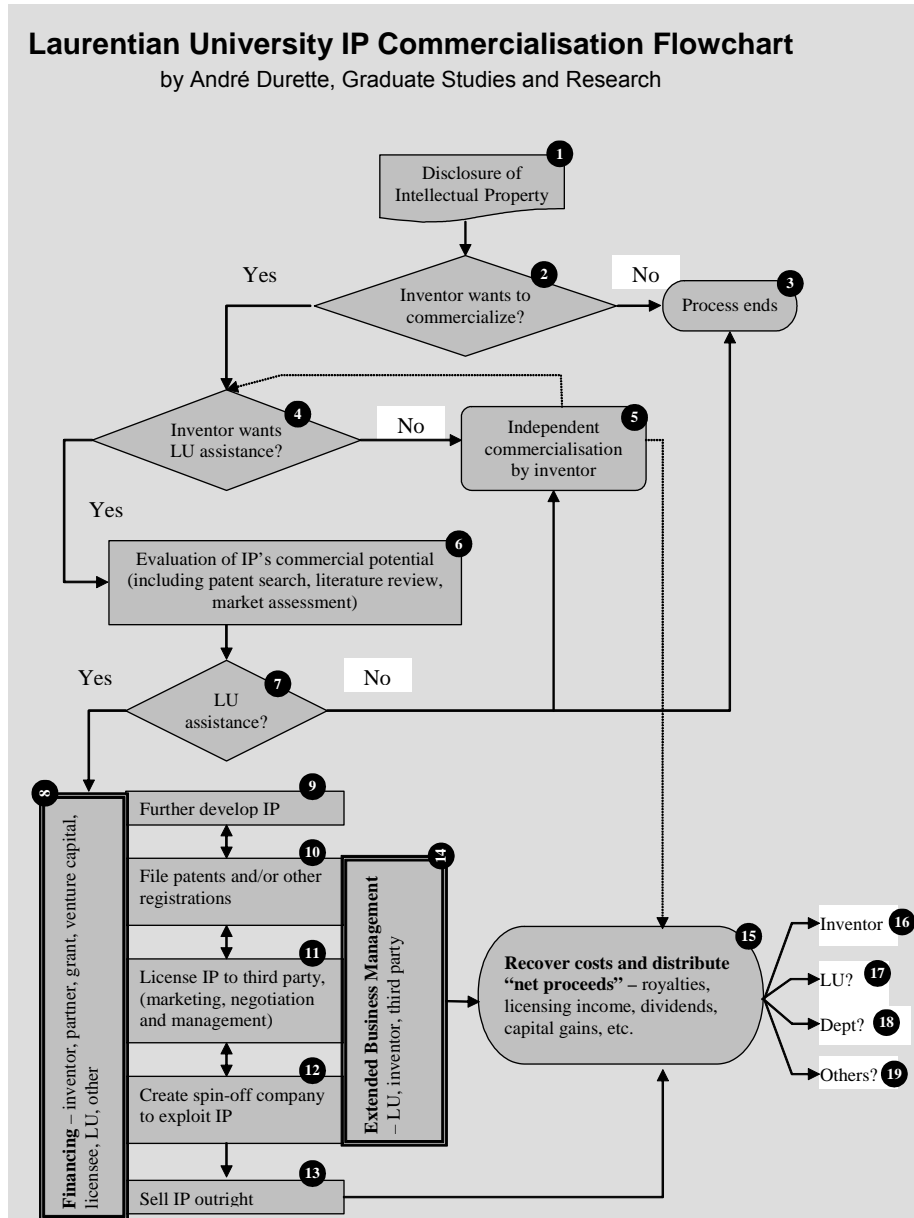 Laurentian University IP Commercialisation Flowchart
by André Durette, Graduate Studies and Research
1
Disclosure of
Intellectual Property
Yes
2
Inventor wants to
commercialize?
No
3
Process ends
4
Inventor wants
LU assistance?
No
5
Independent
commercialisation
by inventor
Yes
6
Evaluation of IP’s commercial potential
(including patent search, literature review,
market assessment)
Yes
7
LU
assistance?
No
8
Financing – inventor, partner, grant, venture capital,
licensee, LU, other
9
Further develop IP
10
File patents and/or other
registrations
11
License IP to third party,
(marketing, negotiation
and management)
12
Create spin-off company
to exploit IP
13
Sell IP outright
14
Extended Business Management
– LU, inventor, third party
15
Recover costs and distribute
“net proceeds” – royalties,
licensing income, dividends,
capital gains, etc.
Inventor 16
LU? 17
Dept? 18
Others? 19